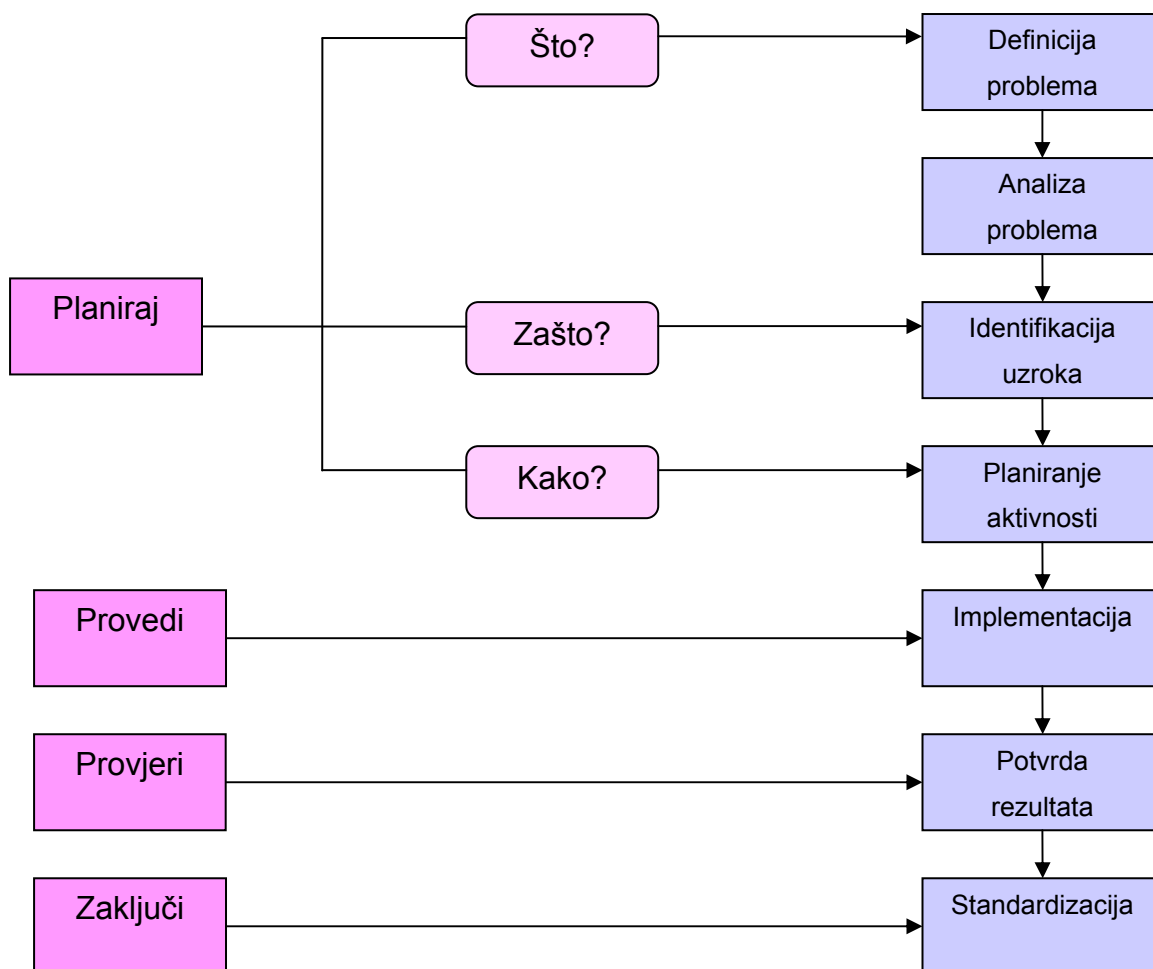 Što?
Definicija
problema
Analiza
problema
Planiraj
Zašto?
Identifikacija
uzroka
Kako?
Planiranje
aktivnosti
Provedi
Implementacija
Provjeri
Potvrda
rezultata
Zaključi
Standardizacija